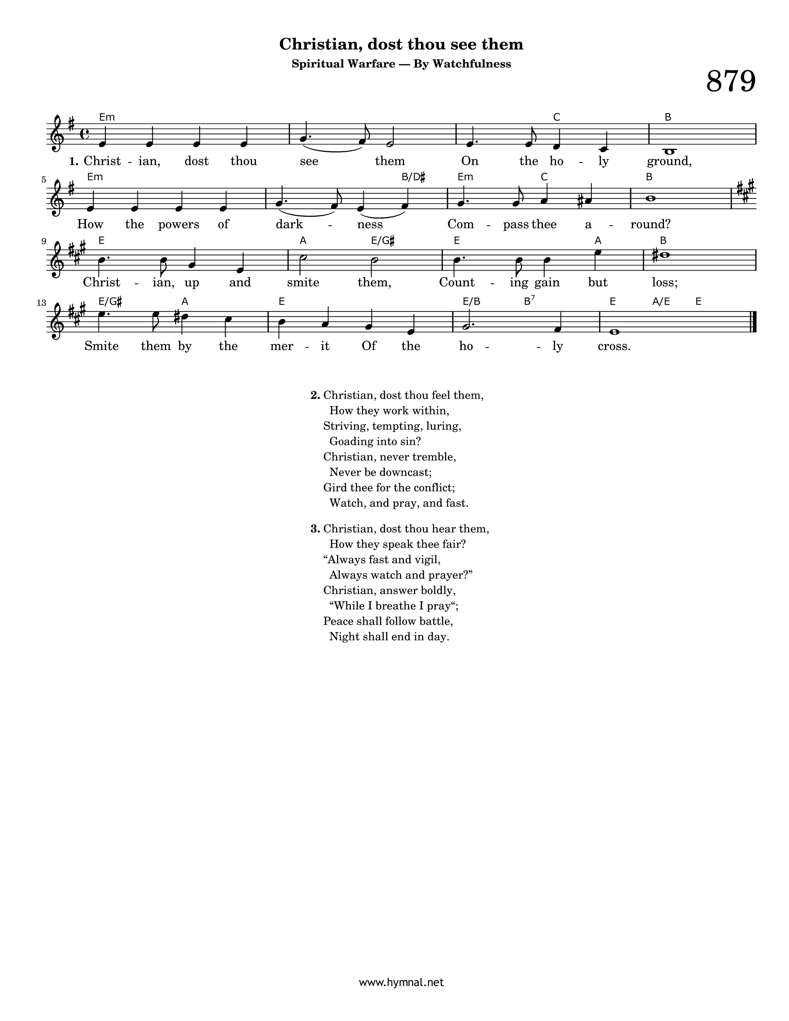 Christian, dost thou see them
Spiritual Warfare — By Watchfulness
879
Em C B
1. Christ - ian, dost thou see them On the ho - ly ground,
5 Em B/D♯ Em C B
How the powers of dark - ness Com - pass thee a - round?
9 E A E/G♯ E A B
Christ - ian, up and smite them, Count - ing gain but loss;
13 E/G♯ A E E/B B7 E A/E E
Smite them by the mer - it Of the ho - - ly cross.
2. Christian, dost thou feel them,
How they work within,
Striving, tempting, luring,
Goading into sin?
Christian, never tremble,
Never be downcast;
Gird thee for the conflict;
Watch, and pray, and fast.
3. Christian, dost thou hear them,
How they speak thee fair?
“Always fast and vigil,
Always watch and prayer?”
Christian, answer boldly,
“While I breathe I pray“;
Peace shall follow battle,
Night shall end in day.
www.hymnal.net